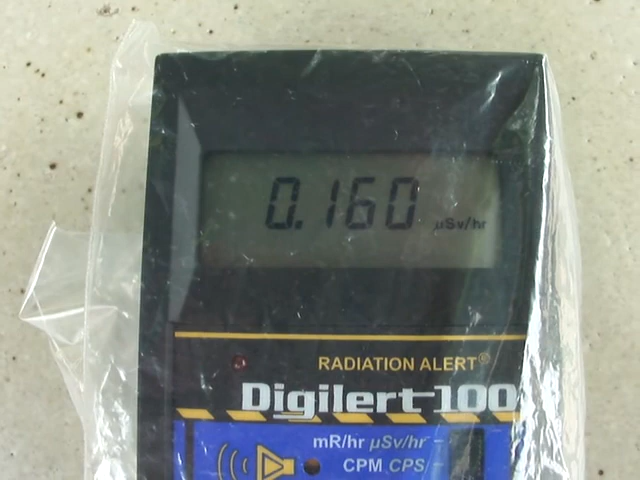 0.160 µSv/hr
RADIATION ALERT®
Digilert 100
mR/hr µSv/hr
CPM CPS